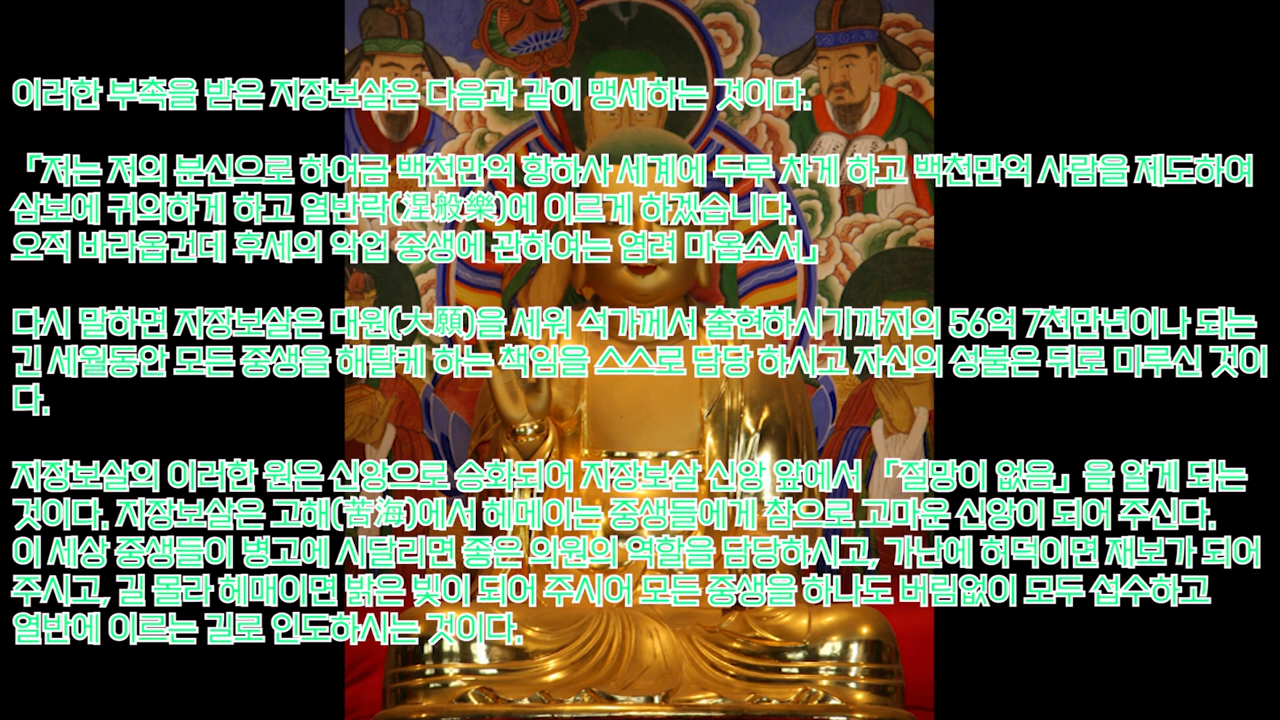 이러한 부촉을 받은 지장보살은 다음과 같이 맹세하는 것이다.
「저는 저의 분신으로 하여금 백천만억 항하사 세계에 두루 차게 하고 백천만억 사람을 제도하여
삼보에 귀의하게 하고 열반락(涅般樂)에 이르게 하겠습니다.
오직 바라옵건데 후세의 악업 중생에 관하여는 염려 마옵소서」
다시 말하면 지장보살은 대원(大願)을 세워 석가께서 출현하시기까지의 56억 7천만년이나 되는
긴 세월동안 모든 중생을 해탈케 하는 책임을 스스로 담당 하시고 자신의 성불은 뒤로 미루신 것이
다.
지장보살의 이러한 원은 신앙으로 승화되어 지장보살 신앙 앞에서 「절망이 없음」을 알게 되는
것이다. 지장보살은 고해(苦海)에서 헤메이는 중생들에게 참으로 고마운 신앙이 되어 주신다.
이 세상 중생들이 병고에 시달리면 좋은 의원의 역할을 담당하시고, 가난에 허덕이면 재보가 되어
주시고, 길 몰라 헤매이면 밝은 빛이 되어 주시어 모든 중생을 하나도 버림없이 모두 섭수하고
열반에 이르는 길로 인도하시는 것이다.